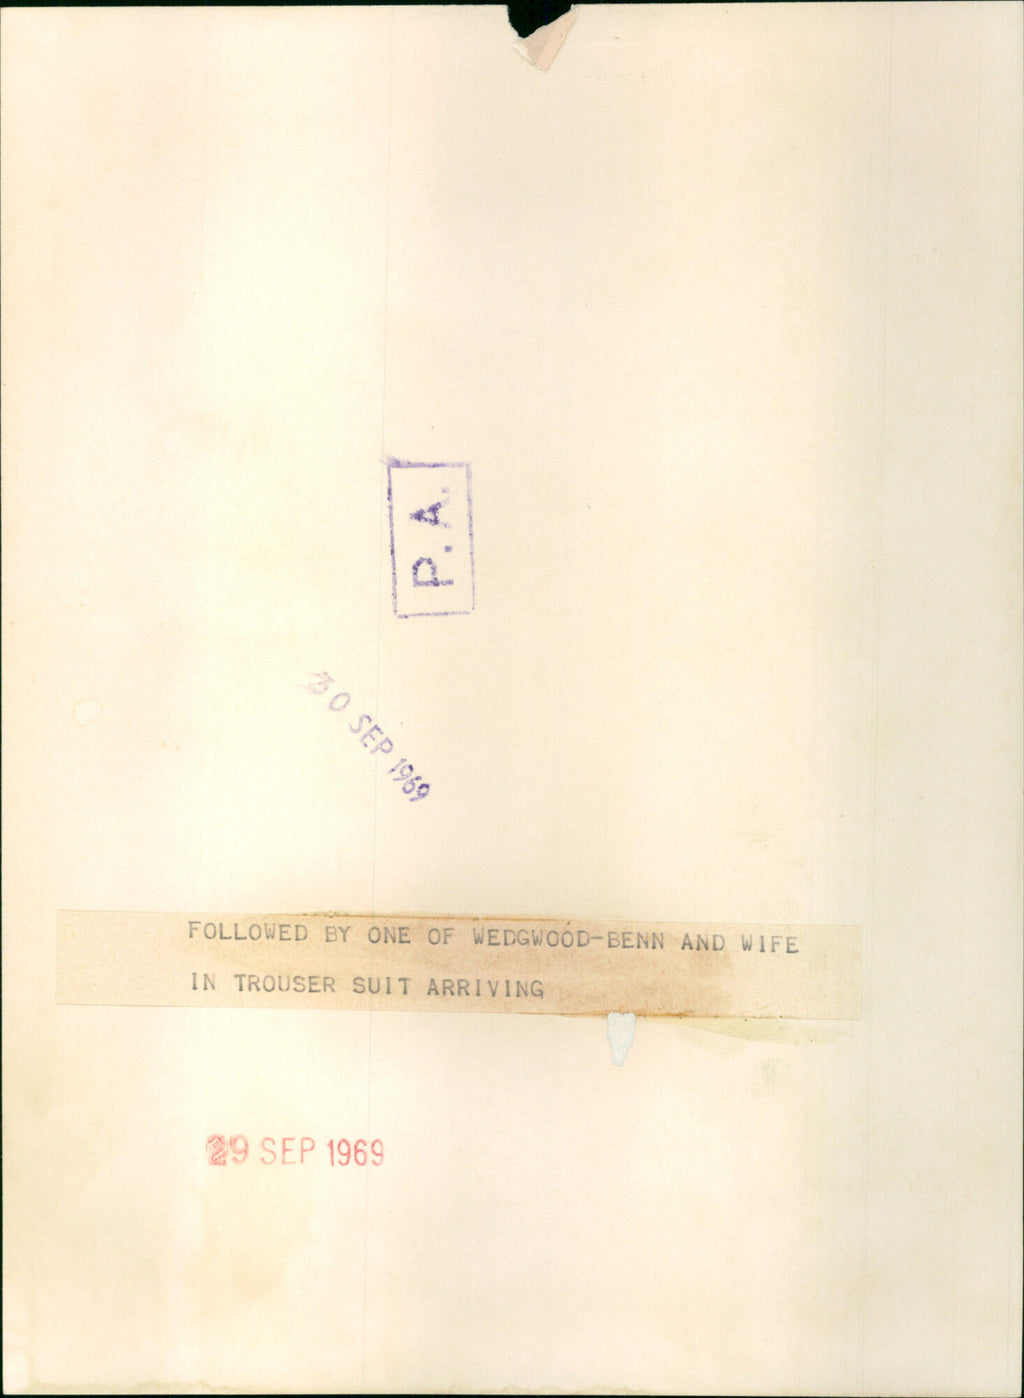 P.A.
30 SEP 1969
FOLLOWED BY ONE OF WEDGWOOD-BENN AND WIFE
IN TROUSER SUIT ARRIVING
29 SEP 1969